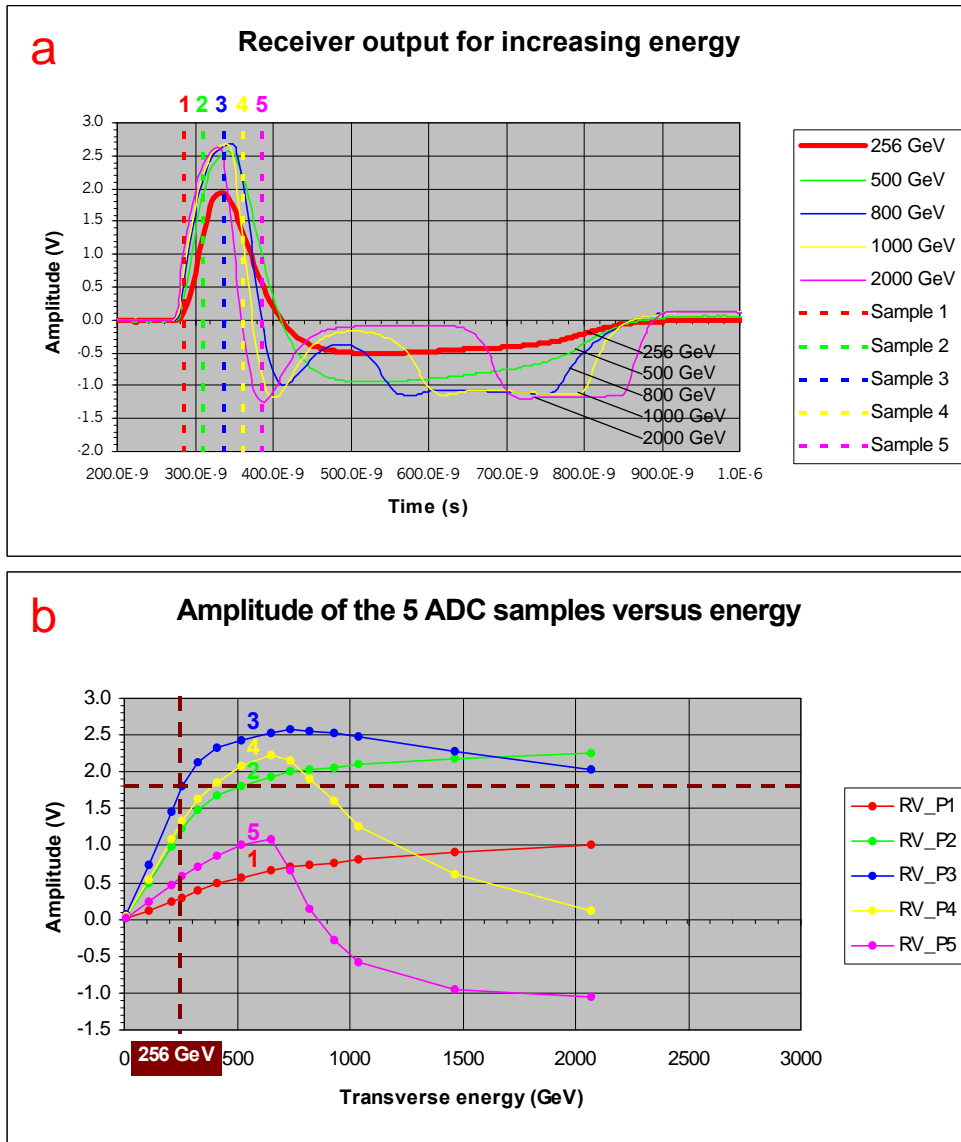 a
Receiver output for increasing energy
1 2 3 4 5
3.0
2.5
2.0
1.5
1.0
0.5
0.0
-0.5
-1.0
-1.5
-2.0
Amplitude (V)
256 GeV
500 GeV
800 GeV
1000 GeV
2000 GeV
200.0E-9 300.0E-9 400.0E-9 500.0E-9 600.0E-9 700.0E-9 800.0E-9 900.0E-9 1.0E-6
Time (s)
256 GeV
500 GeV
800 GeV
1000 GeV
2000 GeV
Sample 1
Sample 2
Sample 3
Sample 4
Sample 5
b
Amplitude of the 5 ADC samples versus energy
3.0
2.5
2.0
1.5
1.0
0.5
0.0
-0.5
-1.0
-1.5
Amplitude (V)
3
4
2
5
1
0 256 GeV 500 1000 1500 2000 2500 3000
Transverse energy (GeV)
RV_P1
RV_P2
RV_P3
RV_P4
RV_P5